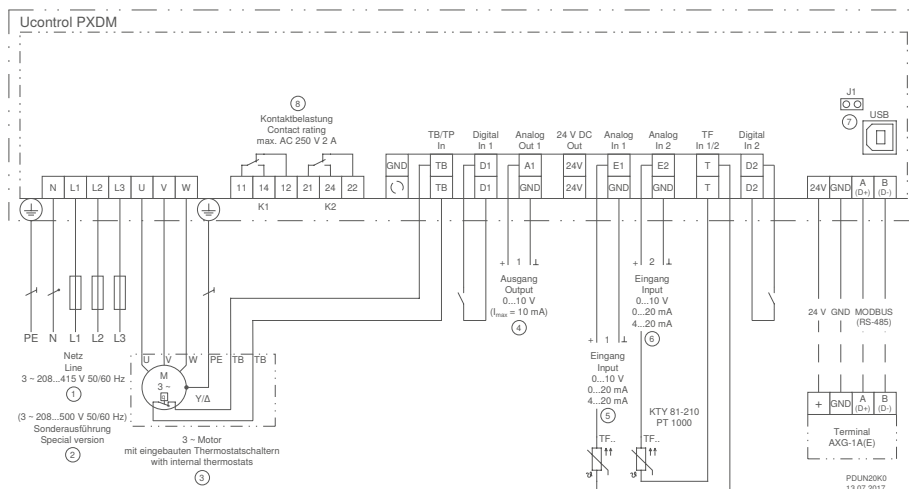 Ucontrol PXDM
8
Kontaktbelastung
Contact rating
max. AC 250 V 2 A
J1
7
USB
TB/TP In
Digital In 1
Analog Out 1
24 V DC Out
Analog In 1
Analog In 2
TF In 1/2
Digital In 2
GND TB D1 A1 24V E1 E2 T D2
N L1 L2 L3 U V W
11 14 12 21 24 22
TB D1 GND 24V GND GND T D2
24V GND A (D+) B (D-)
K1 K2
+ 1 ⊥
Ausgang
Output
0...10 V
(Imax = 10 mA)
4
+ 2 ⊥
Eingang
Input
0...10 V
0...20 mA
4...20 mA
6
24 V GND MODBUS
(RS-485)
PE N L1 L2 L3
Netz
Line
3 ~ 208...415 V 50/60 Hz
1
(3 ~ 208...500 V 50/60 Hz)
Sonderausführung
Special version
2
U V W PE TB TB
M
3 ~
Y/Δ
3 ~ Motor
mit eingebauten Thermostatschaltern
with internal thermostats
3
+ 1 ⊥
Eingang
Input
0...10 V
0...20 mA
4...20 mA
5
KTY 81-210
PT 1000
TF.. TF..
+ GND A (D+) B (D-)
Terminal
AXG-1A(E)
PDUN20K0
13.07.2017